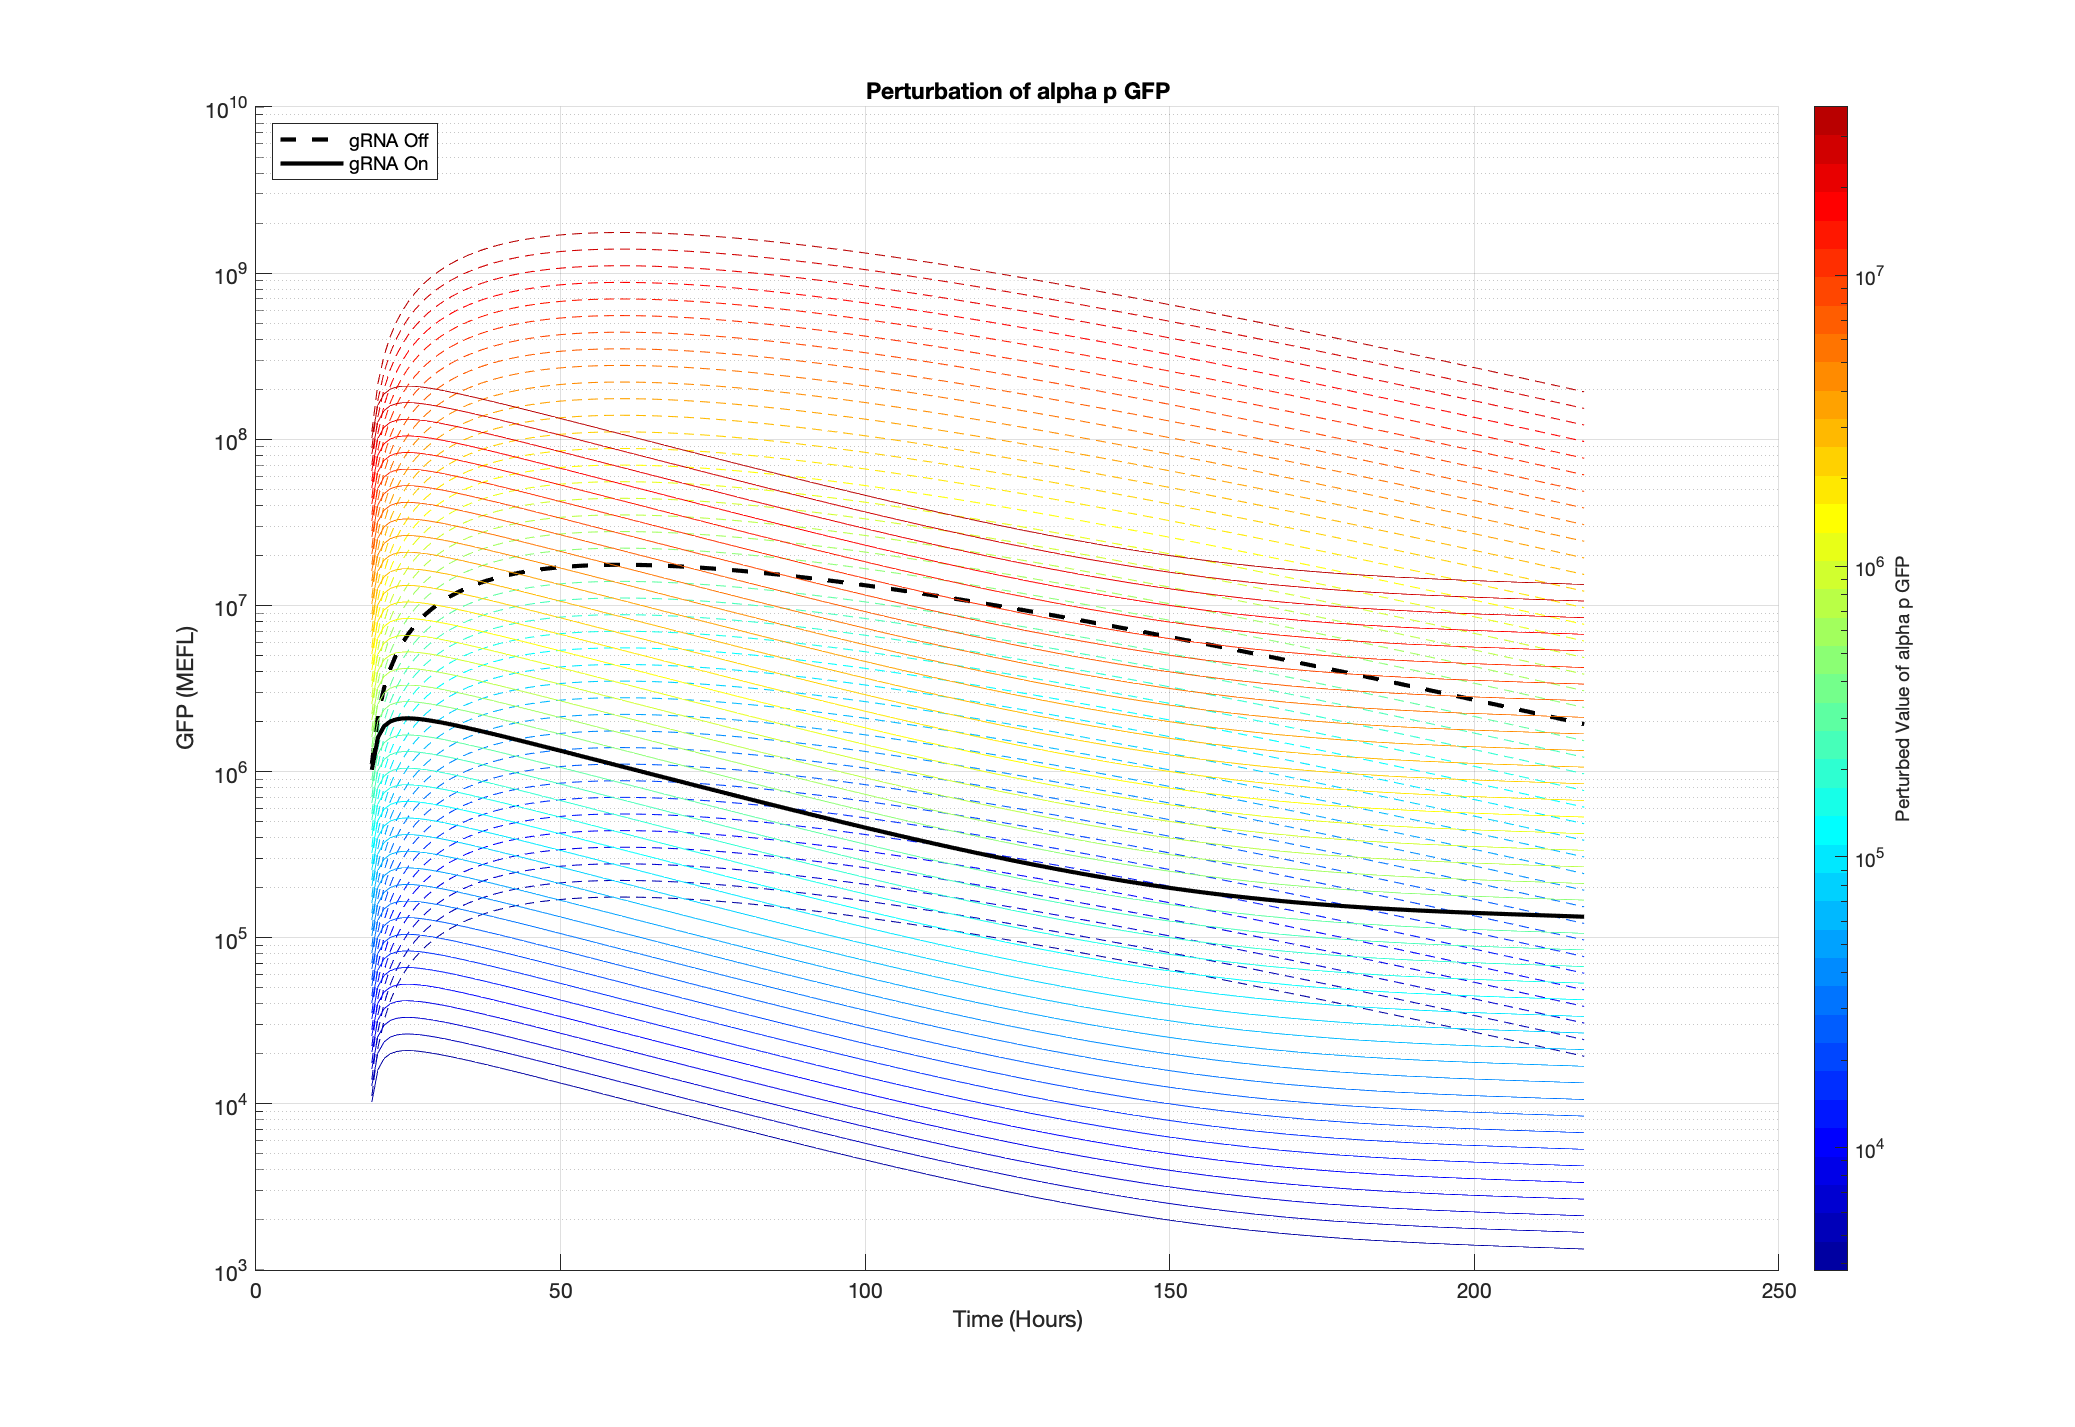 Perturbation of alpha p GFP
10^10
10^9
10^8
10^7
10^6
10^5
10^4
10^3
GFP (MEFL)
gRNA Off
gRNA On
0 50 100 150 200 250
Time (Hours)
10^7
10^6
10^5
10^4
Perturbed Value of alpha p GFP